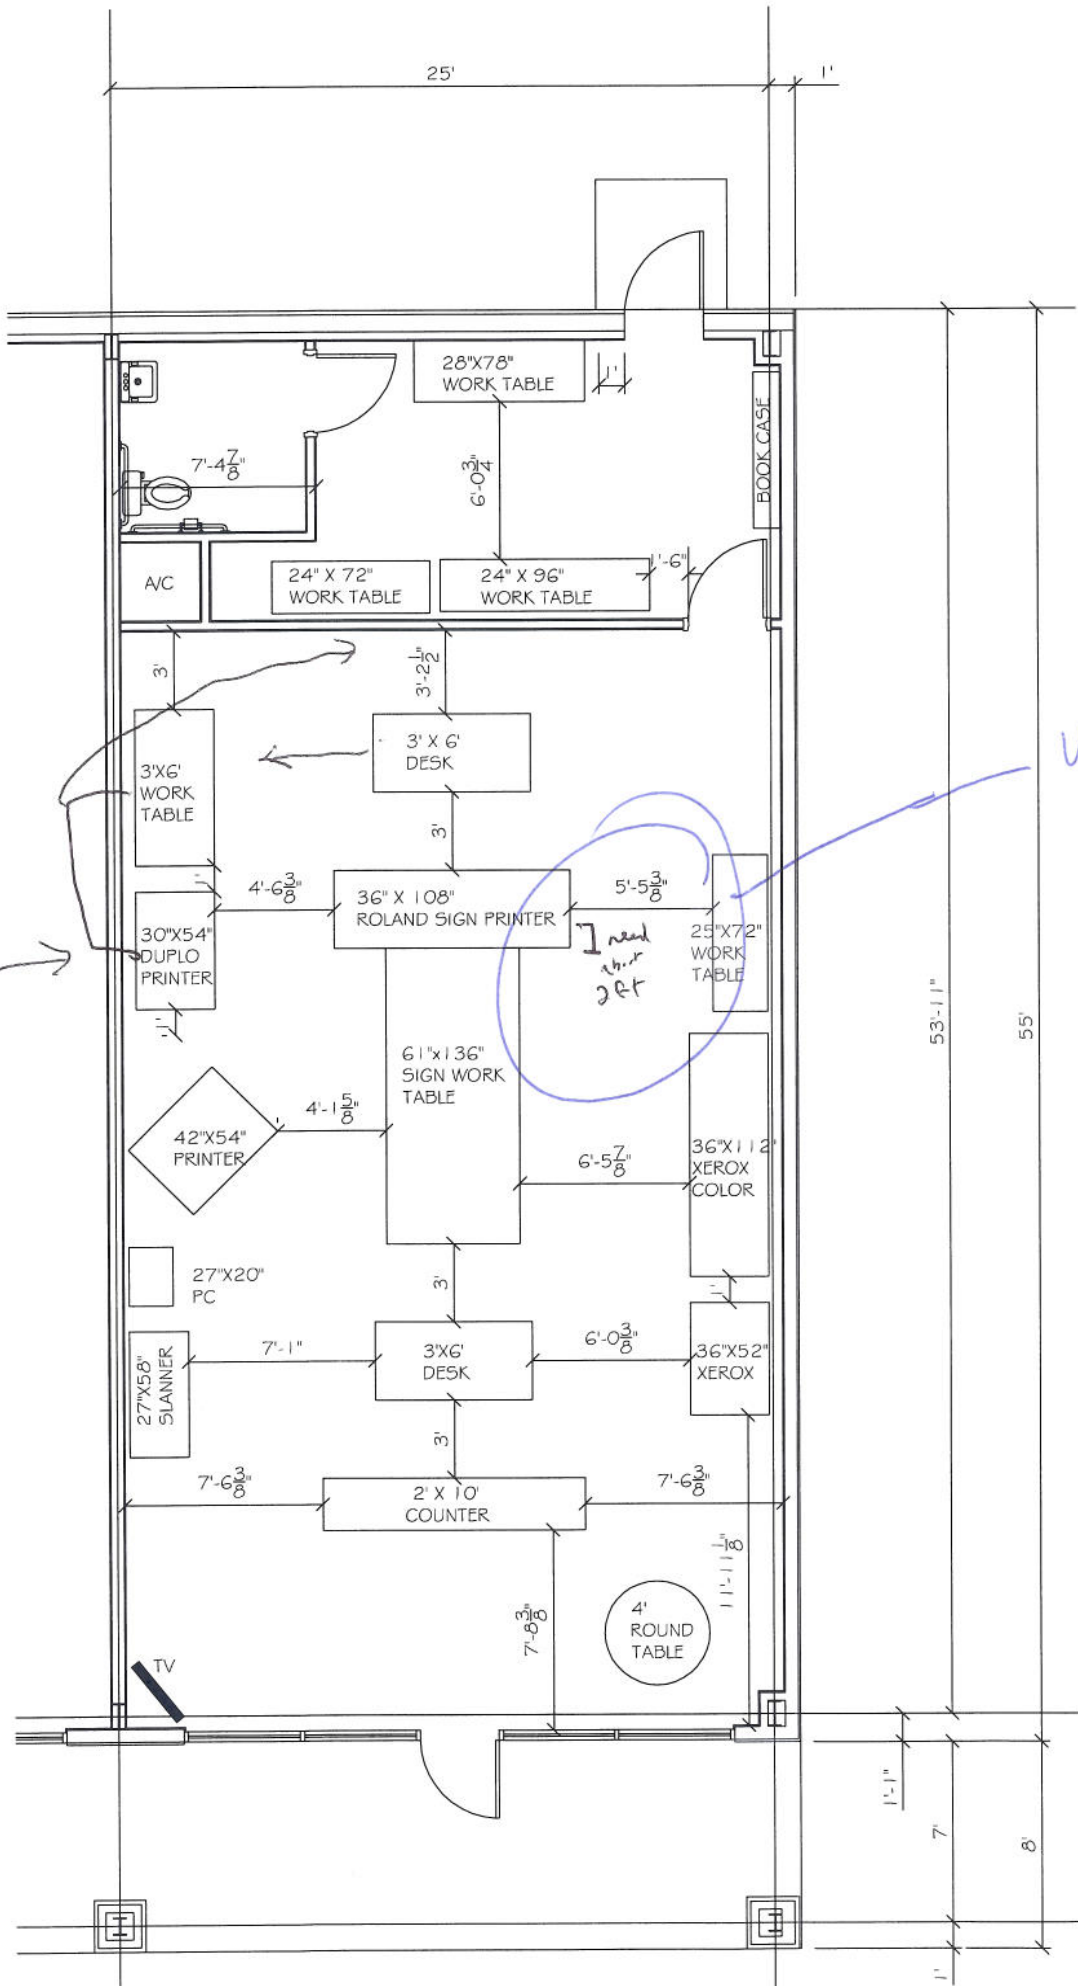 25'
1'
28"X78"
WORK TABLE
1'
BOOK CASE
7'-4 7/8"
6'-0 3/4"
A/C
24" X 72"
WORK TABLE
24" X 96"
WORK TABLE
1'-6"
3'
3'-2 1/2"
3' X 6'
DESK
3'X6'
WORK
TABLE
3'
1'
4'-6 3/8"
36" X 108"
ROLAND SIGN PRINTER
5'-5 3/8"
30"X54"
DUPLO
PRINTER
I need
2ft
25"X72"
WORK
TABLE
1'
53'-11"
55'
61"x136"
SIGN WORK
TABLE
4'-1 5/8"
42"X54"
PRINTER
6'-5 7/8"
36"X112"
XEROX
COLOR
27"X20"
PC
3'
1'
27"X58"
SLANNER
7'-1"
3'X6'
DESK
6'-0 3/8"
36"X52"
XEROX
3'
7'-6 3/8"
2' X 10'
COUNTER
7'-6 3/8"
11'-11 1/8"
7'-8 3/8"
4'
ROUND
TABLE
TV
1'-1"
7'
8'
1'